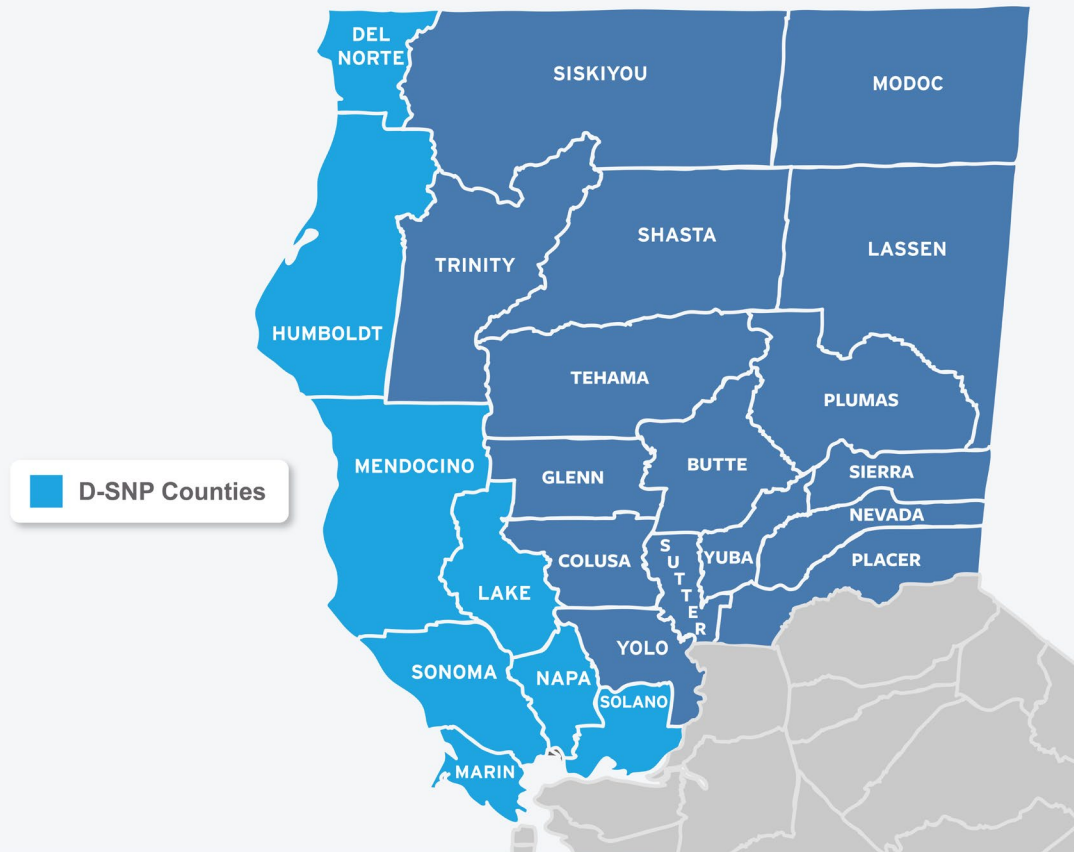 DEL
NORTE
SISKIYOU
MODOC
SHASTA
LASSEN
TRINITY
HUMBOLDT
TEHAMA
PLUMAS
MENDOCINO
BUTTE
SIERRA
GLENN
D-SNP Counties
NEVADA
COLUSA
SUTTER
YUBA
PLACER
LAKE
YOLO
SONOMA
NAPA
SOLANO
MARIN